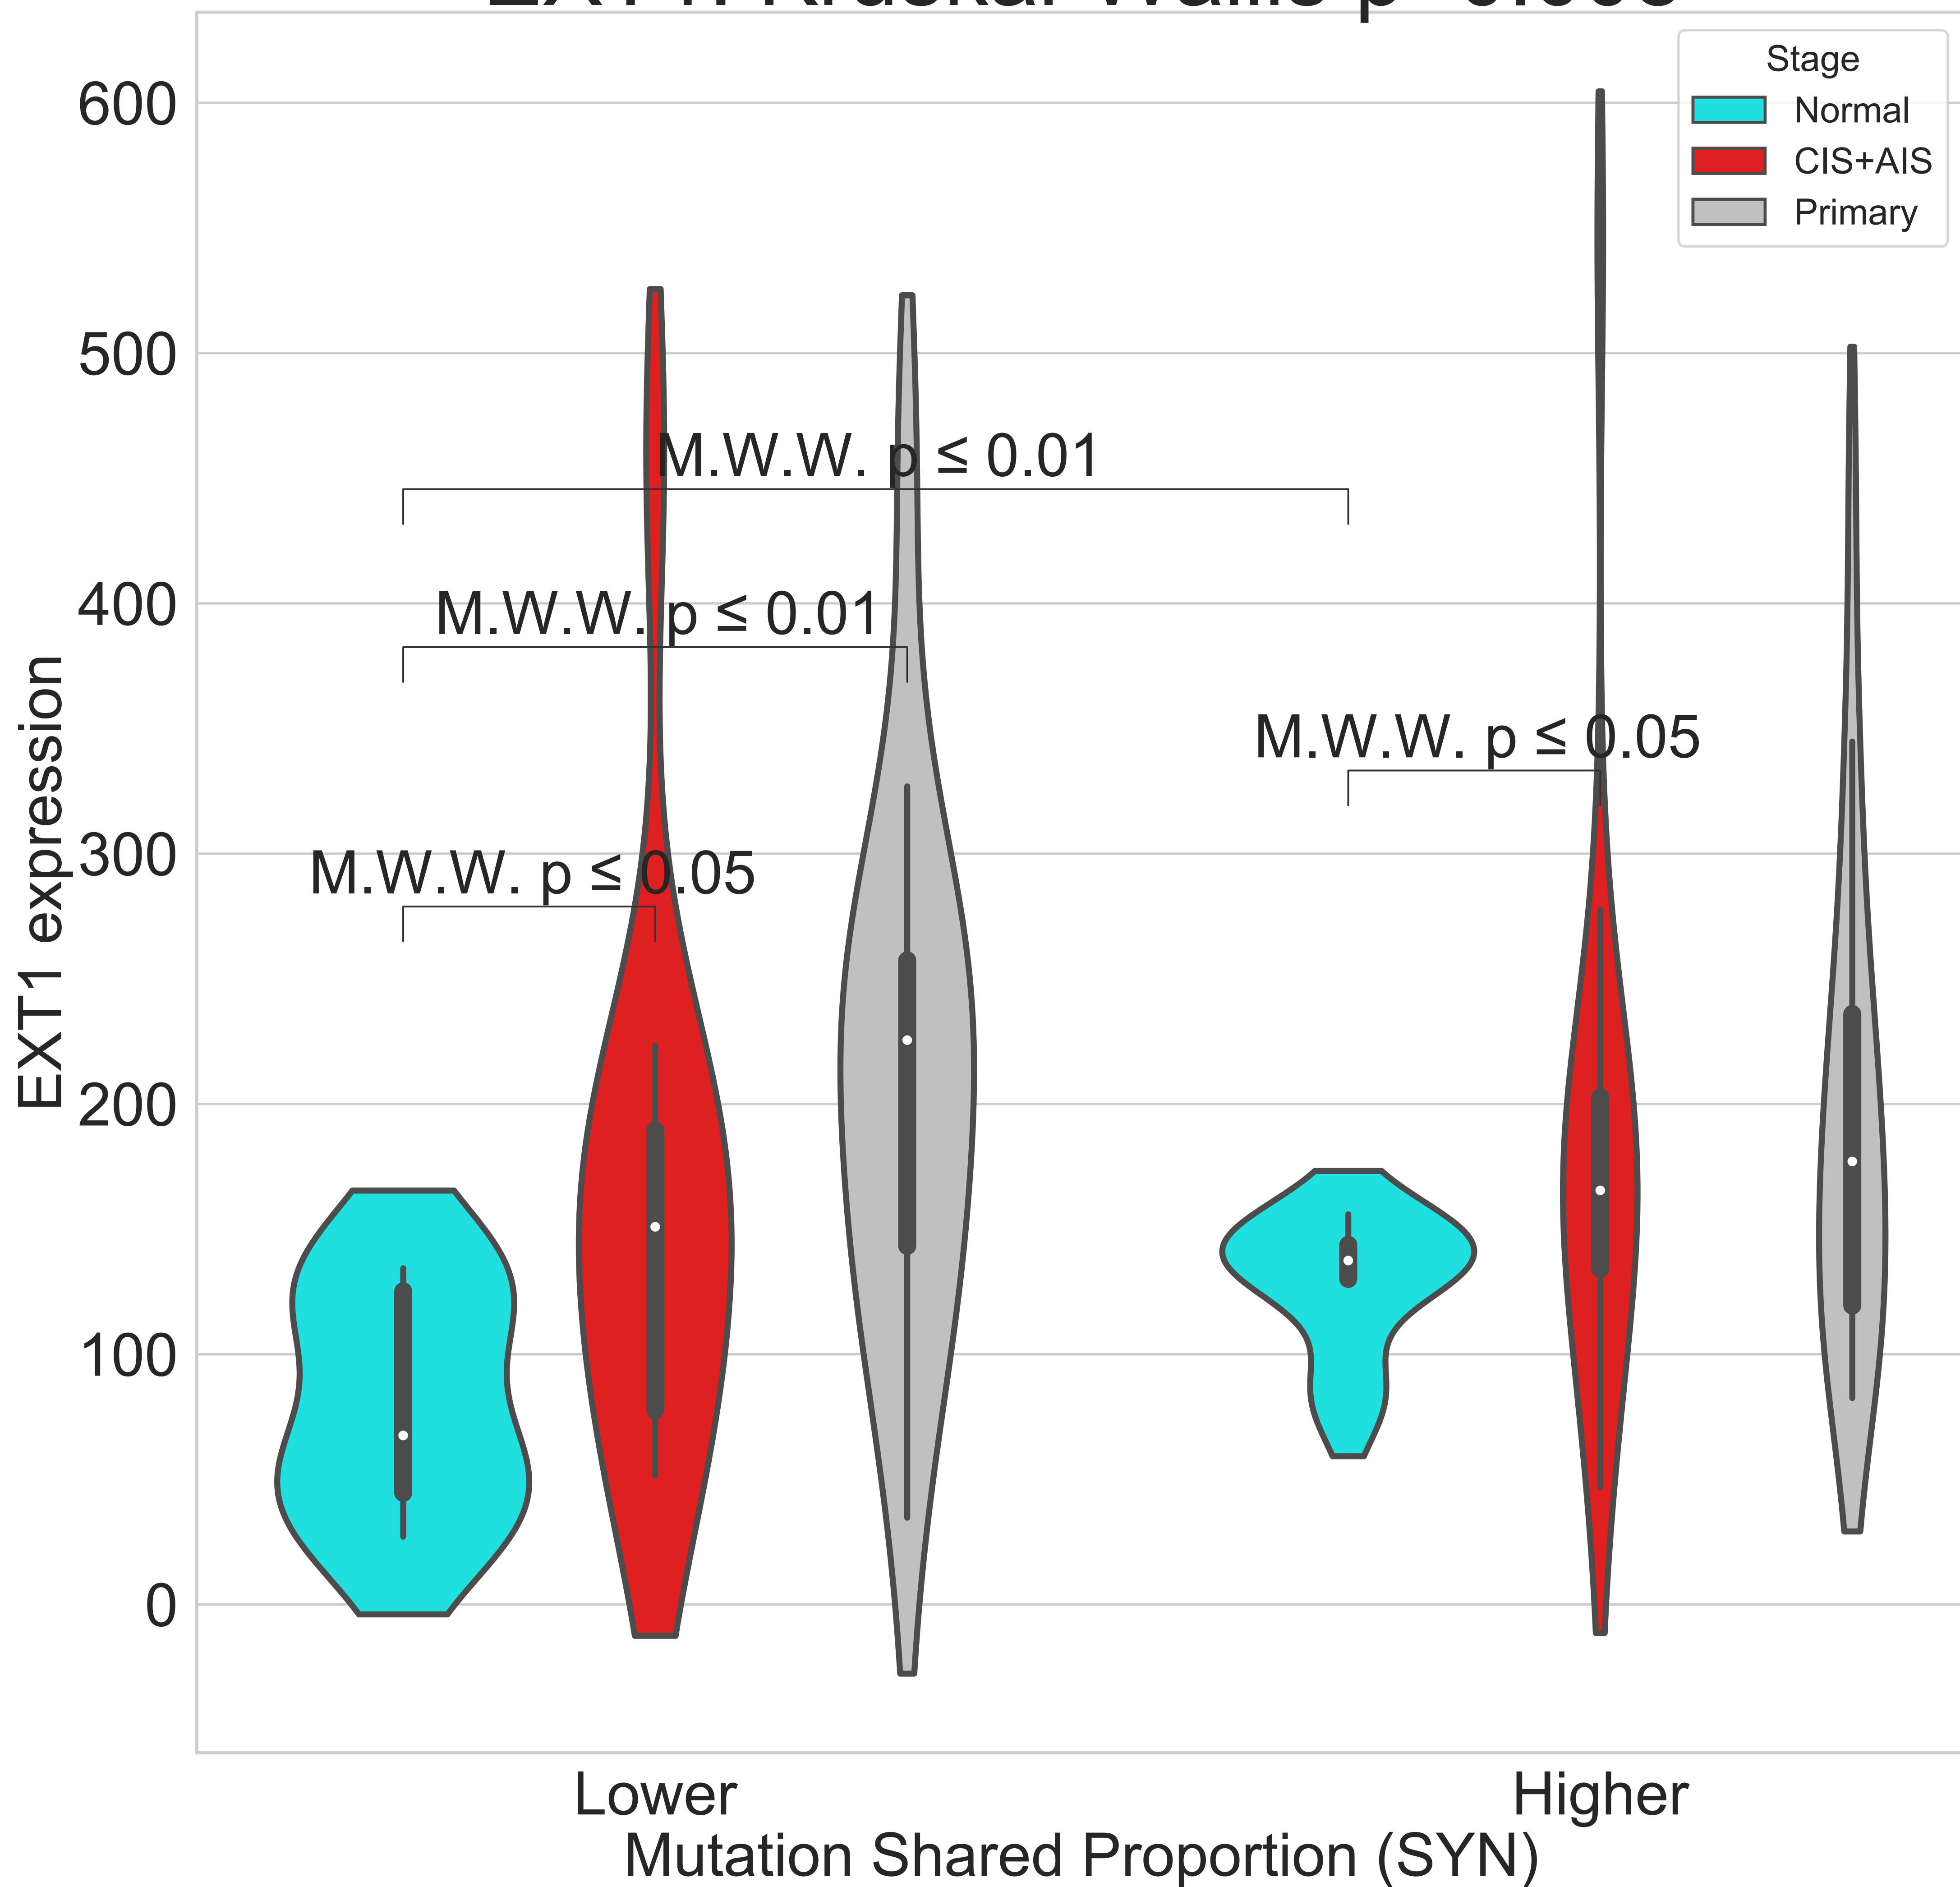 Stage
Normal
CIS+AIS
Primary
600
500
400
300
200
100
0
EXT1 expression
M.W.W. p ≤ 0.01
M.W.W. p ≤ 0.01
M.W.W. p ≤ 0.05
M.W.W. p ≤ 0.05
Lower
Higher
Mutation Shared Proportion (SYN)